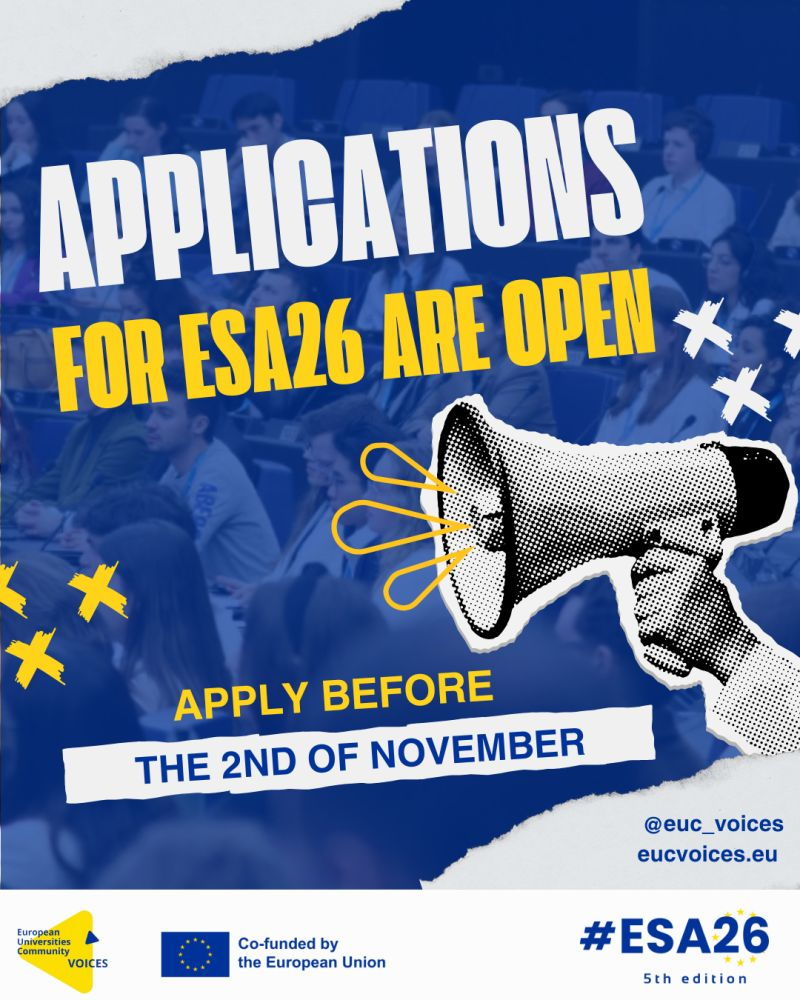 APPLICATIONS
FOR ESA26 ARE OPEN
APPLY BEFORE
THE 2ND OF NOVEMBER
@euc_voices
eucvoices.eu
European
Universities
Community
VOICES
Co-funded by
the European Union
#ESA26
5th edition